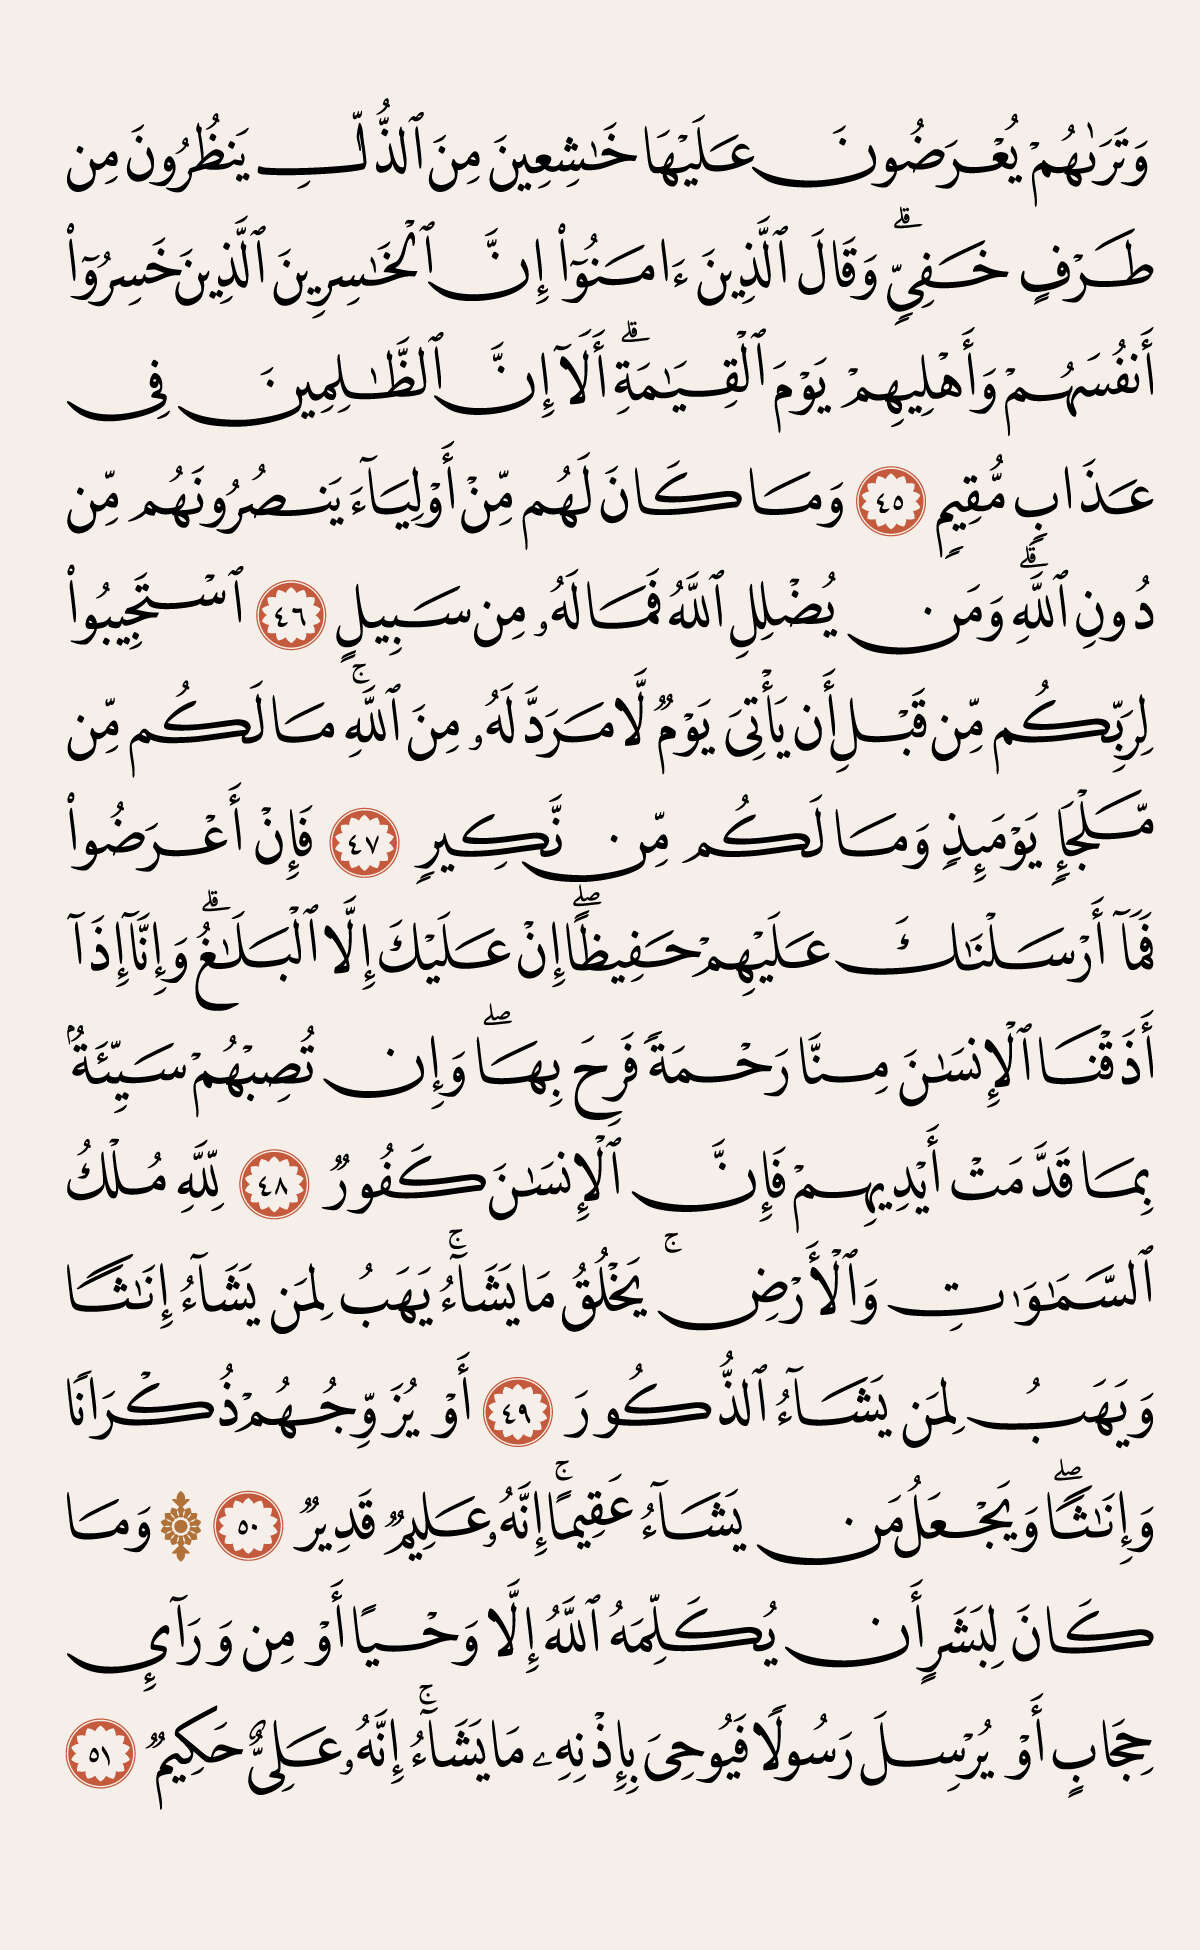 وَتَرَىٰهُمۡ يُعۡرَضُونَ عَلَيۡهَا خَٰشِعِينَ مِنَ ٱلذُّلِّ يَنظُرُونَ مِن
طَرۡفٍ خَفِيّٖۗ وَقَالَ ٱلَّذِينَ ءَامَنُوٓاْ إِنَّ ٱلۡخَٰسِرِينَ ٱلَّذِينَ خَسِرُوٓاْ
أَنفُسَهُمۡ وَأَهۡلِيهِمۡ يَوۡمَ ٱلۡقِيَٰمَةِۗ أَلَآ إِنَّ ٱلظَّٰلِمِينَ فِي
عَذَابٖ مُّقِيمٖ ٤٥ وَمَا كَانَ لَهُم مِّنۡ أَوۡلِيَآءَ يَنصُرُونَهُم مِّن
دُونِ ٱللَّهِۗ وَمَن يُضۡلِلِ ٱللَّهُ فَمَا لَهُۥ مِن سَبِيلٍ ٤٦ ٱسۡتَجِيبُواْ
لِرَبِّكُم مِّن قَبۡلِ أَن يَأۡتِيَ يَوۡمٞ لَّا مَرَدَّ لَهُۥ مِنَ ٱللَّهِۚ مَا لَكُم مِّن
مَّلۡجَإٖ يَوۡمَئِذٖ وَمَا لَكُم مِّن نَّكِيرٖ ٤٧ فَإِنۡ أَعۡرَضُواْ
فَمَآ أَرۡسَلۡنَٰكَ عَلَيۡهِمۡ حَفِيظًاۖ إِنۡ عَلَيۡكَ إِلَّا ٱلۡبَلَٰغُۗ وَإِنَّآ إِذَآ
أَذَقۡنَا ٱلۡإِنسَٰنَ مِنَّا رَحۡمَةٗ فَرِحَ بِهَاۖ وَإِن تُصِبۡهُمۡ سَيِّئَةُۢ
بِمَا قَدَّمَتۡ أَيۡدِيهِمۡ فَإِنَّ ٱلۡإِنسَٰنَ كَفُورٞ ٤٨ لِّلَّهِ مُلۡكُ
ٱلسَّمَٰوَٰتِ وَٱلۡأَرۡضِۚ يَخۡلُقُ مَا يَشَآءُۚ يَهَبُ لِمَن يَشَآءُ إِنَٰثٗا
وَيَهَبُ لِمَن يَشَآءُ ٱلذُّكُورَ ٤٩ أَوۡ يُزَوِّجُهُمۡ ذُكۡرَانٗا
وَإِنَٰثٗاۖ وَيَجۡعَلُ مَن يَشَآءُ عَقِيمًاۚ إِنَّهُۥ عَلِيمٞ قَدِيرٞ ٥٠ ۞ وَمَا
كَانَ لِبَشَرٍ أَن يُكَلِّمَهُ ٱللَّهُ إِلَّا وَحۡيًا أَوۡ مِن وَرَآيِٕ
حِجَابٍ أَوۡ يُرۡسِلَ رَسُولٗا فَيُوحِيَ بِإِذۡنِهِۦ مَا يَشَآءُۚ إِنَّهُۥ عَلِيٌّ حَكِيمٞ ٥١